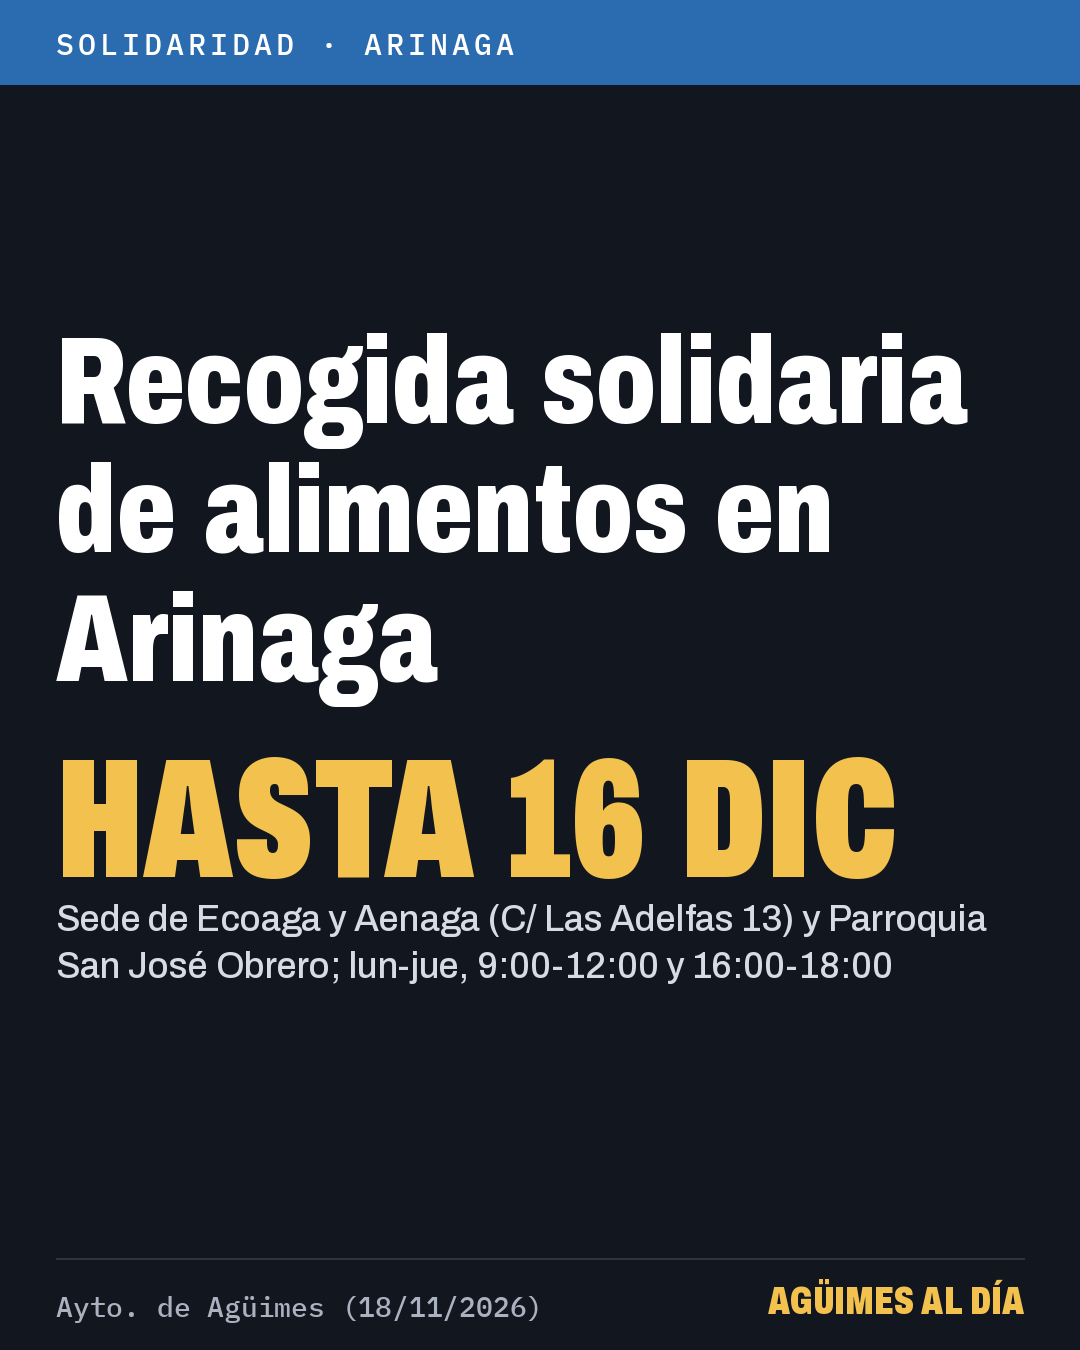 SOLIDARIDAD · ARINAGA
Recogida solidaria
de alimentos en
Arinaga
HASTA 16 DIC
Sede de Ecoaga y Aenaga (C/ Las Adelfas 13) y Parroquia
San José Obrero; lun-jue, 9:00-12:00 y 16:00-18:00
Ayto. de Agüimes (18/11/2026)
AGÜIMES AL DÍA